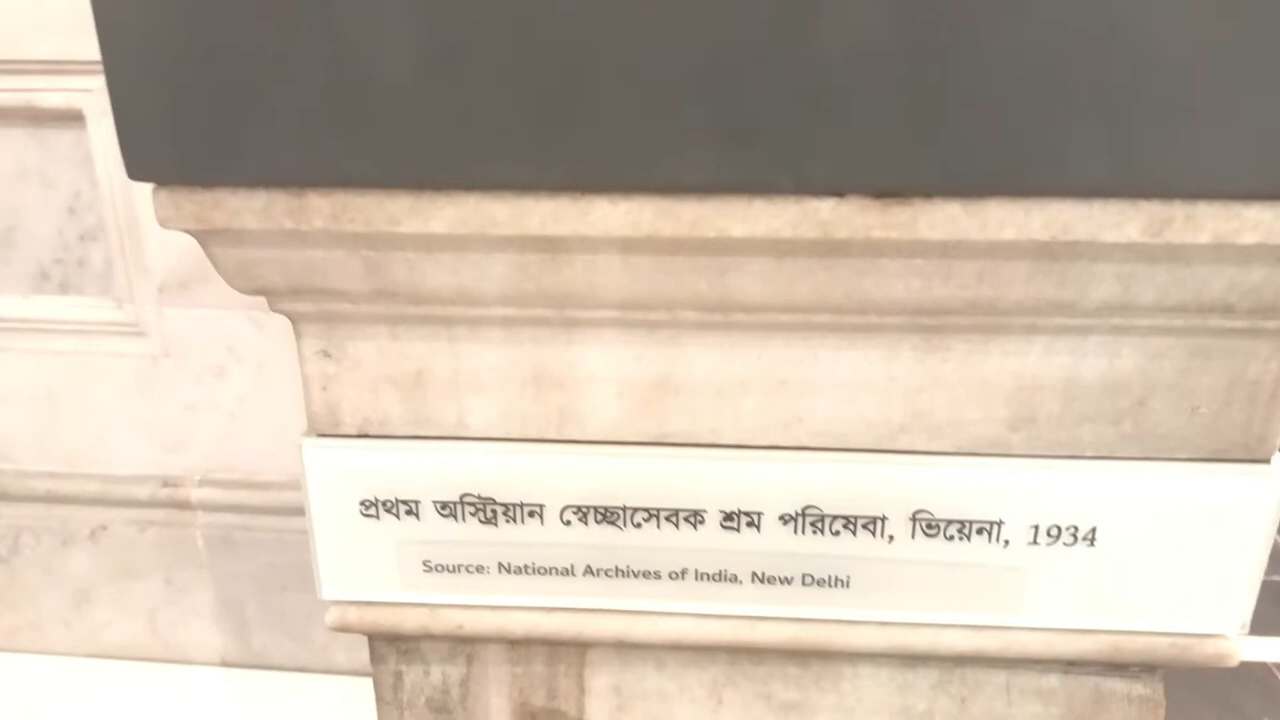 প্রথম অস্ট্রিয়ান স্বেচ্ছাসেবক শ্রম পরিষেবা, ভিয়েনা, 1934
Source: National Archives of India, New Delhi